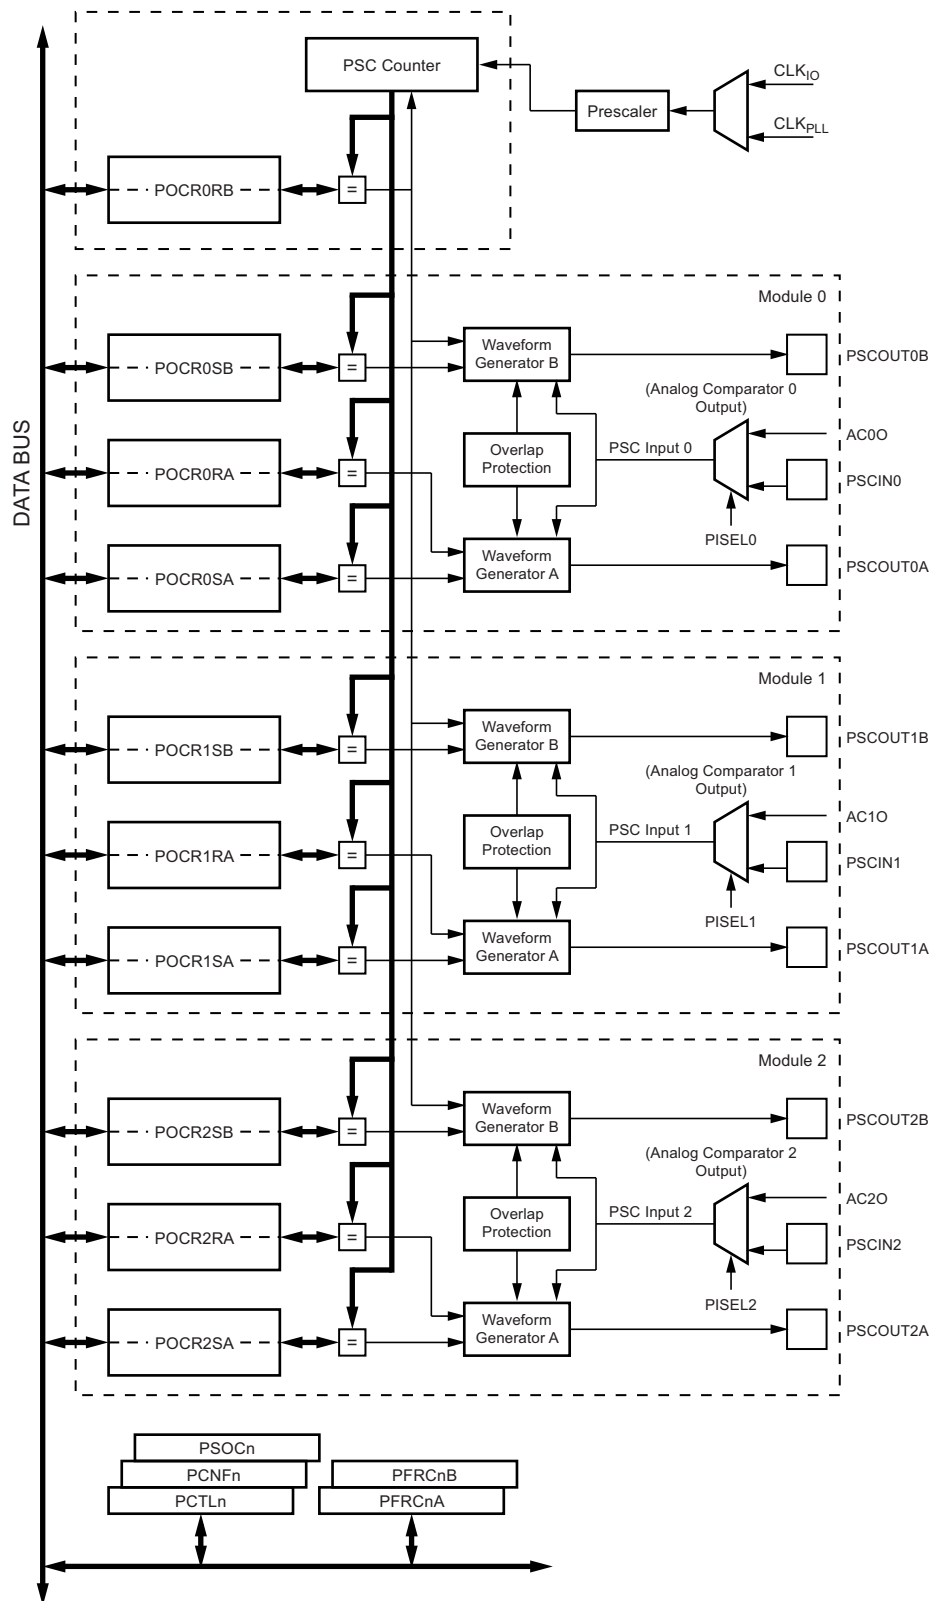 PSC Counter
CLKIO
Prescaler
CLKPLL
POCR0RB
=
DATA BUS
Module 0
POCR0SB
=
Waveform
Generator B
PSCOUT0B
(Analog Comparator 0
Output)
AC0O
POCR0RA
=
Overlap
Protection
PSC Input 0
PSCIN0
PISEL0
POCR0SA
=
Waveform
Generator A
PSCOUT0A
Module 1
POCR1SB
=
Waveform
Generator B
PSCOUT1B
(Analog Comparator 1
Output)
AC1O
POCR1RA
=
Overlap
Protection
PSC Input 1
PSCIN1
PISEL1
POCR1SA
=
Waveform
Generator A
PSCOUT1A
Module 2
POCR2SB
=
Waveform
Generator B
PSCOUT2B
(Analog Comparator 2
Output)
AC2O
POCR2RA
=
Overlap
Protection
PSC Input 2
PSCIN2
PISEL2
POCR2SA
=
Waveform
Generator A
PSCOUT2A
PSOCn
PCNFn
PCTLn
PFRCnB
PFRCnA